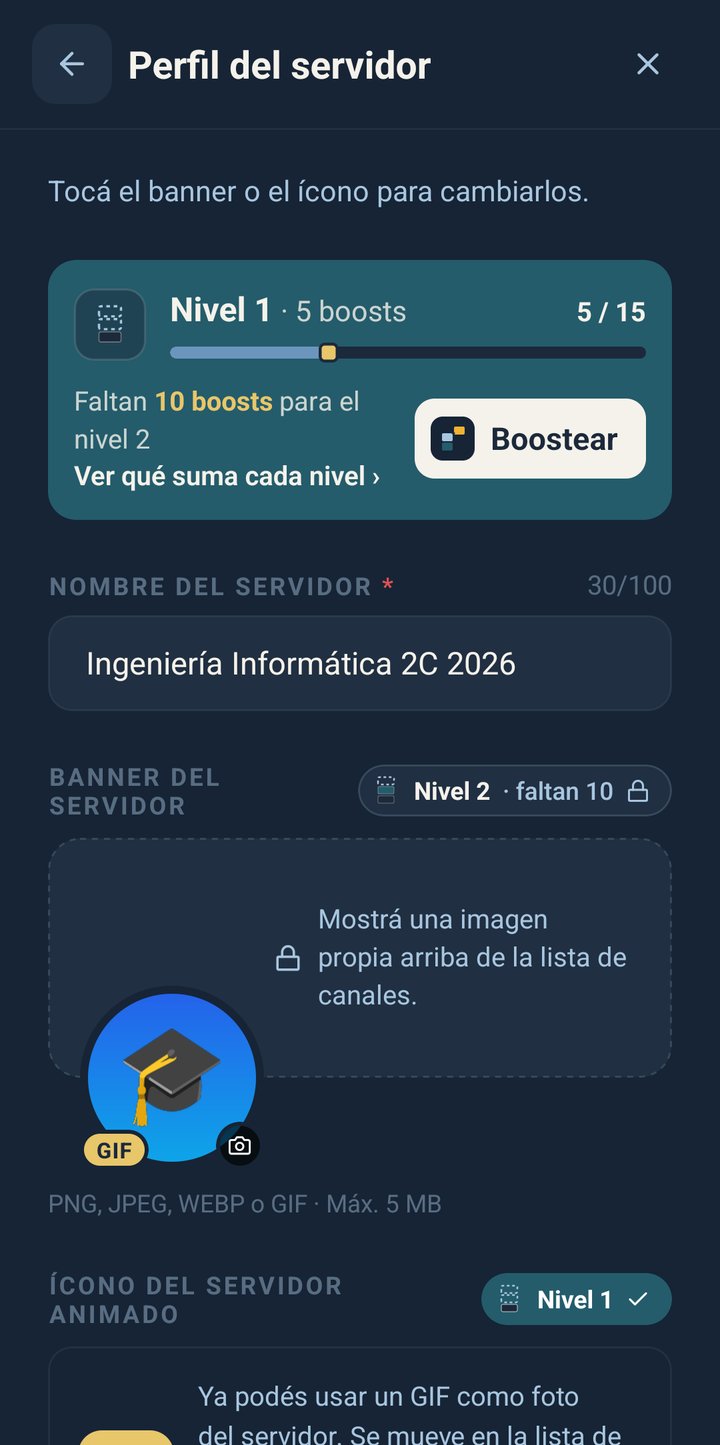 Perfil del servidor
Tocá el banner o el ícono para cambiarlos.
Nivel 1 · 5 boosts 5 / 15
Faltan 10 boosts para el
nivel 2
Ver qué suma cada nivel ›
Boostear
NOMBRE DEL SERVIDOR * 30/100
Ingeniería Informática 2C 2026
BANNER DEL
SERVIDOR
Nivel 2 · faltan 10
Mostrá una imagen
propia arriba de la lista de
canales.
GIF
PNG, JPEG, WEBP o GIF · Máx. 5 MB
ÍCONO DEL SERVIDOR
ANIMADO
Nivel 1
Ya podés usar un GIF como foto
del servidor. Se mueve en la lista de